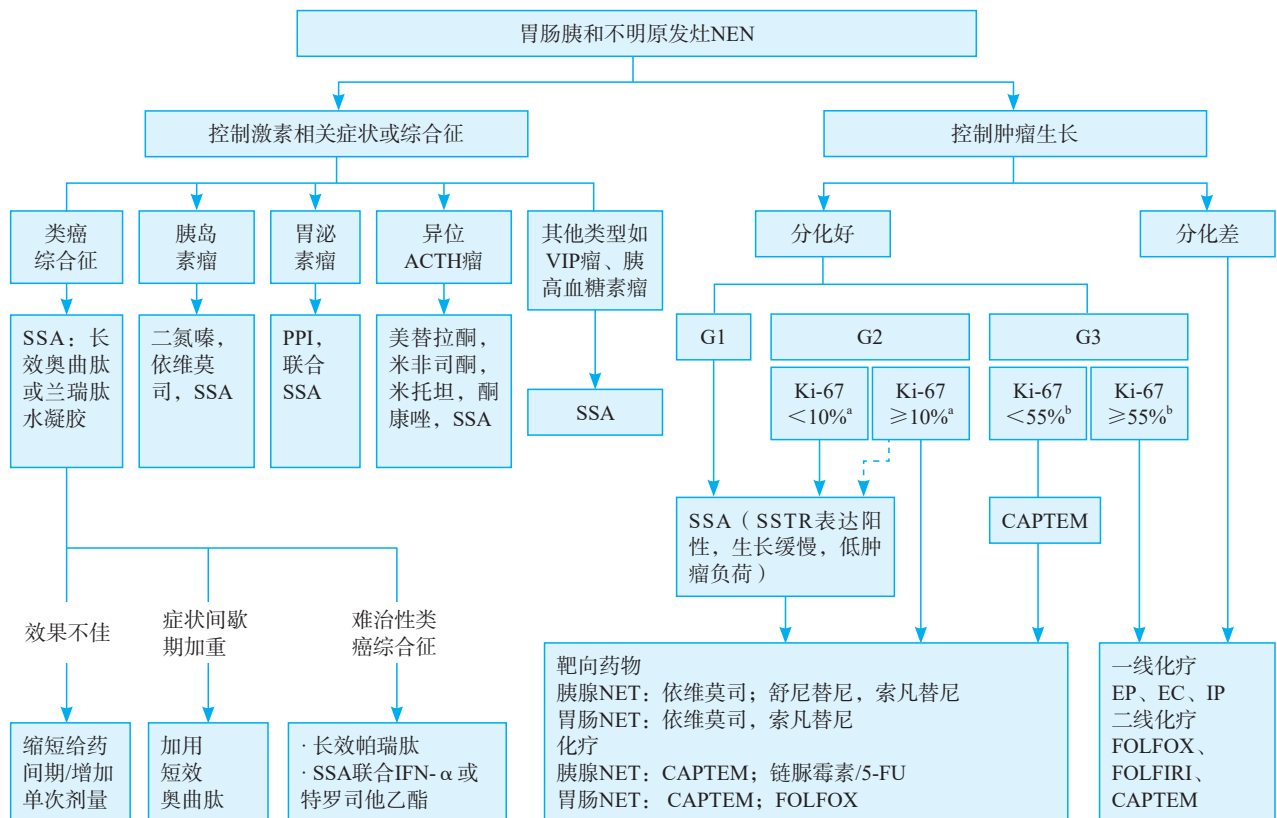 胃肠胰和不明原发灶NEN
控制激素相关症状或综合征
控制肿瘤生长
类癌
综合征
胰岛
素瘤
胃泌
素瘤
异位
ACTH瘤
其他类型如
VIP瘤、胰
高血糖素瘤
分化好
分化差
SSA：长
效奥曲肽
或兰瑞肽
水凝胶
二氮嗪，
依维莫
司，SSA
PPI，
联合
SSA
美替拉酮，
米非司酮，
米托坦，酮
康唑，SSA
SSA
G1
G2
G3
Ki-67
＜10%a
Ki-67
≥10%a
Ki-67
＜55%b
Ki-67
≥55%b
SSA（SSTR表达阳
性，生长缓慢，低肿
瘤负荷）
CAPTEM
效果不佳
症状间歇
期加重
难治性类
癌综合征
缩短给药
间期/增加
单次剂量
加用
短效
奥曲肽
· 长效帕瑞肽
· SSA联合IFN-α或
特罗司他乙酯
靶向药物
胰腺NET：依维莫司；舒尼替尼，索凡替尼
胃肠NET：依维莫司，索凡替尼
化疗
胰腺NET：CAPTEM；链脲霉素/5-FU
胃肠NET： CAPTEM；FOLFOX
一线化疗
EP、EC、IP
二线化疗
FOLFOX、
FOLFIRI、
CAPTEM